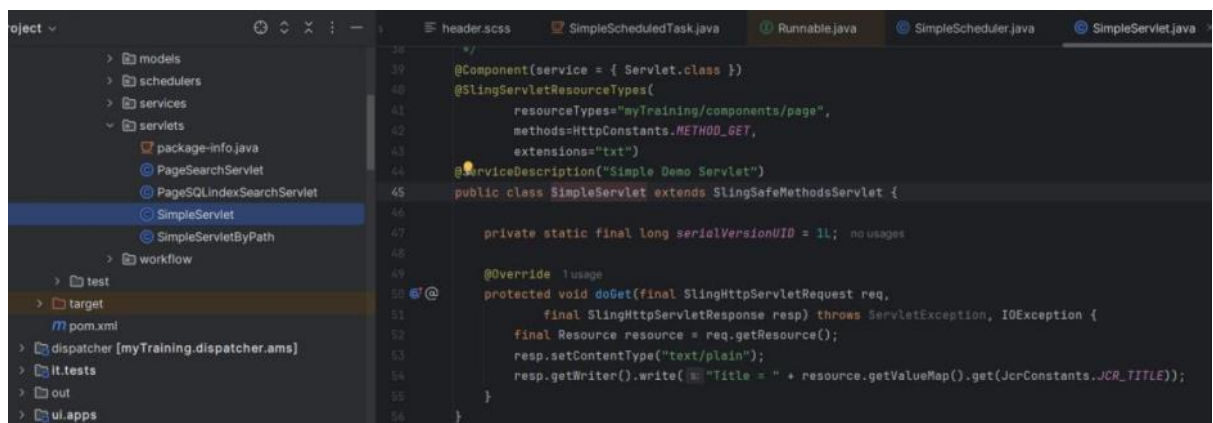 oject
header.scss
SimpleScheduledTask.java
Runnable.java
SimpleScheduler.java
SimpleServlet.java
models
schedulers
services
servlets
package-info.java
PageSearchServlet
PageSQLindexSearchServlet
SimpleServlet
SimpleServletByPath
workflow
test
target
pom.xml
dispatcher [myTraining.dispatcher.ams]
it.tests
out
ui.apps
38 */
39 @Component(service = { Servlet.class })
40 @SlingServletResourceTypes(
41 resourceTypes="myTraining/components/page",
42 methods=HttpConstants.METHOD_GET,
43 extensions="txt")
44 @ServiceDescription("Simple Demo Servlet")
45 public class SimpleServlet extends SlingSafeMethodsServlet {
46
47 private static final long serialVersionUID = 1L; no usages
48
49 @Override 1 usage
50 protected void doGet(final SlingHttpServletRequest req,
51 final SlingHttpServletResponse resp) throws ServletException, IOException {
52 final Resource resource = req.getResource();
53 resp.setContentType("text/plain");
54 resp.getWriter().write( s: "Title = " + resource.getValueMap().get(JcrConstants.JCR_TITLE));
55 }
56 }